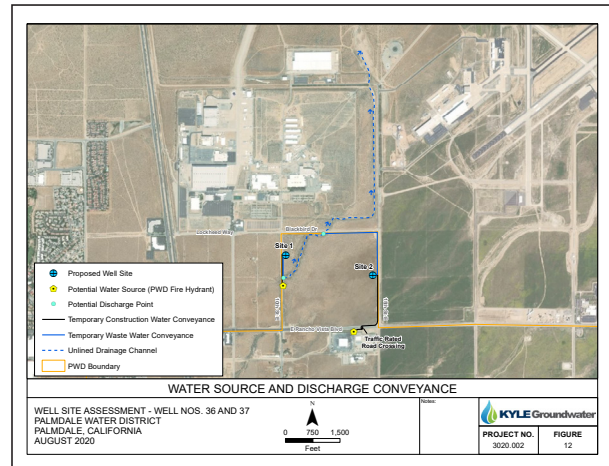 Lockheed Way
Blackbird Dr.
Site 1
Site 2
E Rancho Vista Blvd
Traffic Rated
Road Crossing
Proposed Well Site
Potential Water Source (PWD Fire Hydrant)
Potential Discharge Point
Temporary Construction Water Conveyance
Temporary Waste Water Conveyance
Unlined Drainage Channel
PWD Boundary
WATER SOURCE AND DISCHARGE CONVEYANCE
WELL SITE ASSESSMENT - WELL NOS. 36 AND 37
PALMDALE WATER DISTRICT
PALMDALE, CALIFORNIA
AUGUST 2020
N
0 750 1,500
Feet
Notes:
KYLE Groundwater
PROJECT NO.
3020.002
FIGURE
12